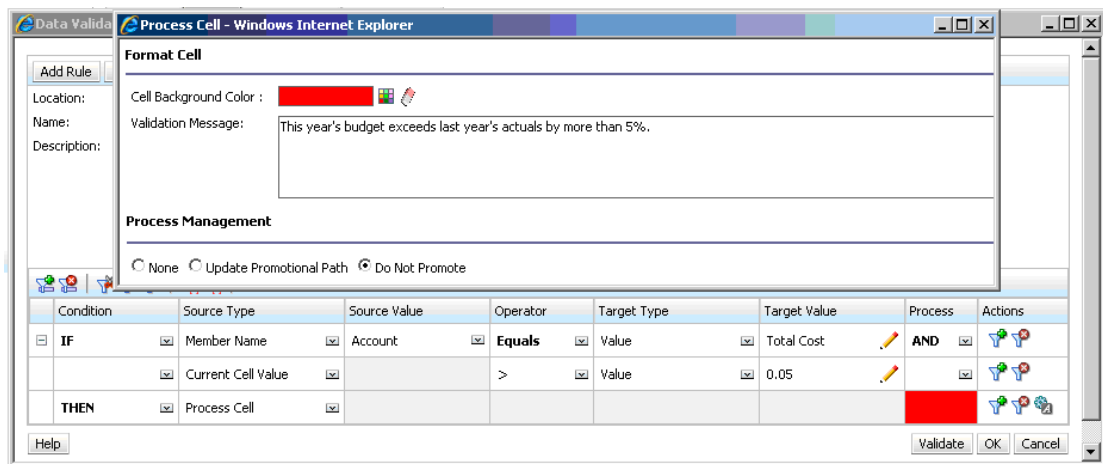 Data Valida
Process Cell - Windows Internet Explorer
Format Cell
Add Rule
Location:
Name:
Description:
Cell Background Color :
Validation Message:
This year's budget exceeds last year's actuals by more than 5%.
Process Management
None Update Promotional Path Do Not Promote
Condition Source Type Source Value Operator Target Type Target Value Process Actions
IF Member Name Account Equals Value Total Cost AND
Current Cell Value > Value 0.05
THEN Process Cell
Help Validate OK Cancel